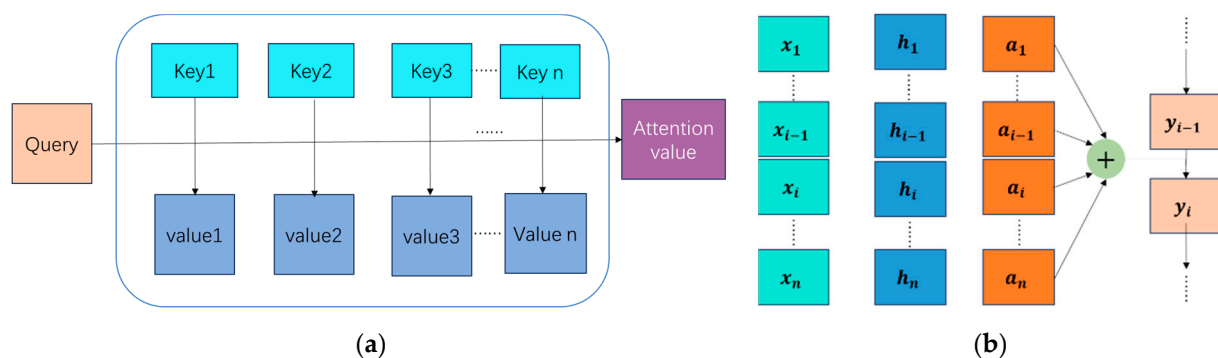 Key1 Key2 Key3 ...... Key n
Query ...... Attention value
value1 value2 value3 ...... Value n
(a)
x₁ h₁ a₁
xᵢ₋₁ hᵢ₋₁ aᵢ₋₁ yᵢ₋₁
+
xᵢ hᵢ aᵢ yᵢ
xₙ hₙ aₙ
(b)